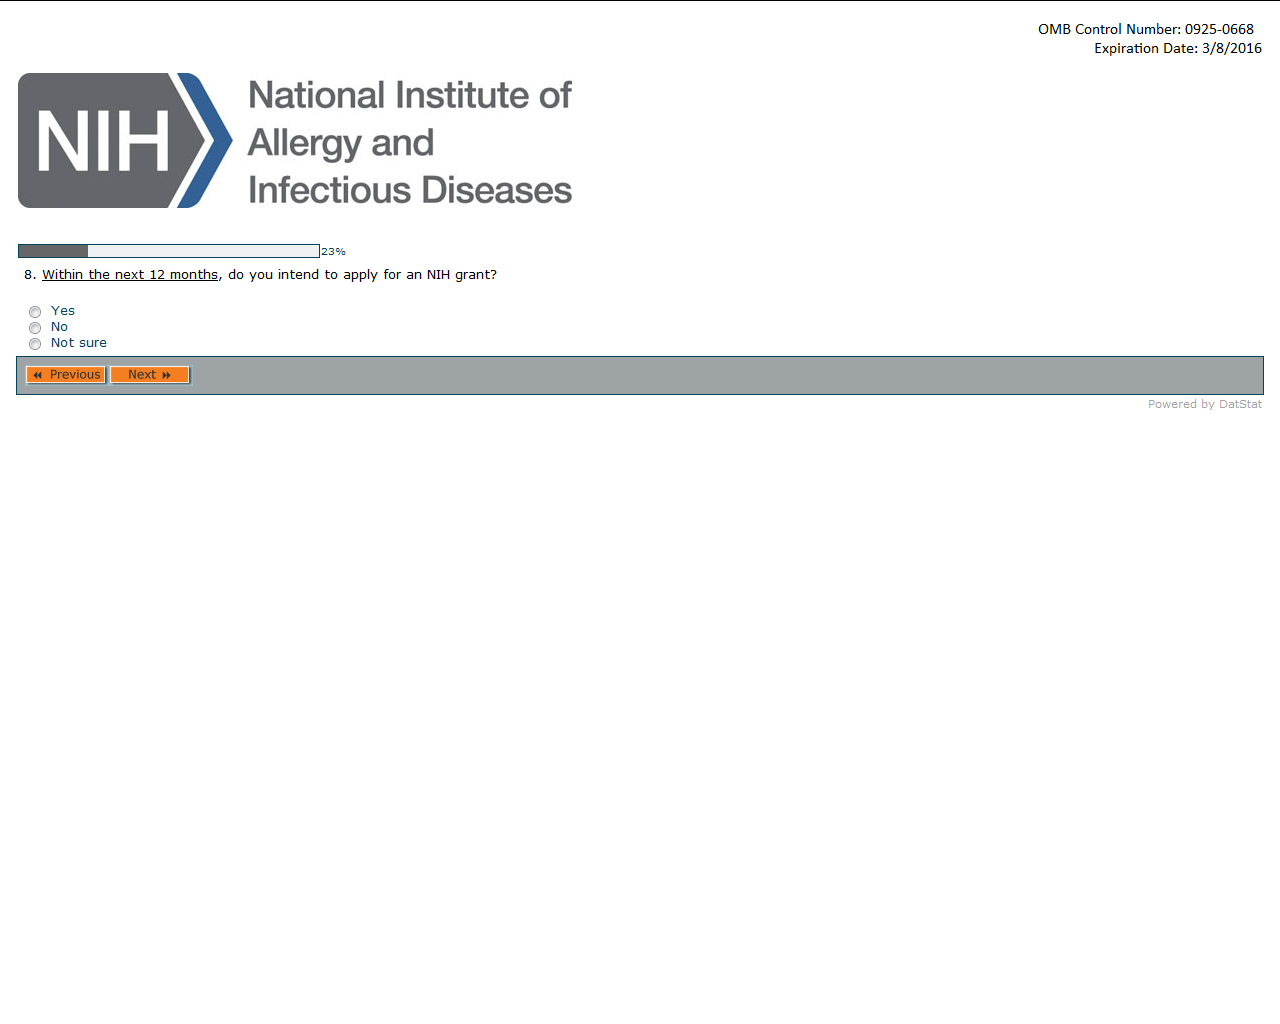 OMB Control Number: 0925-0668
Expiration Date: 3/8/2016
NIH
National Institute of
Allergy and
Infectious Diseases
23%
8. Within the next 12 months, do you intend to apply for an NIH grant?
Yes
No
Not sure
Previous Next
Powered by DatStat